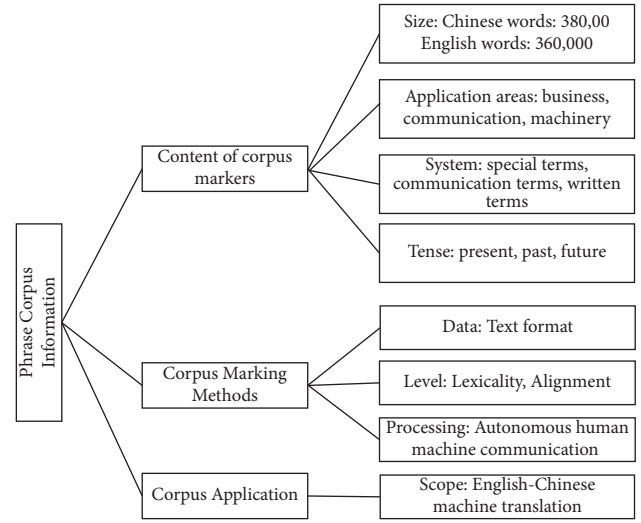 Phrase Corpus
Information
Content of corpus
markers
Size: Chinese words: 380,00
English words: 360,000
Application areas: business,
communication, machinery
System: special terms,
communication terms, written
terms
Tense: present, past, future
Corpus Marking
Methods
Data: Text format
Level: Lexicality, Alignment
Processing: Autonomous human
machine communication
Corpus Application
Scope: English-Chinese
machine translation